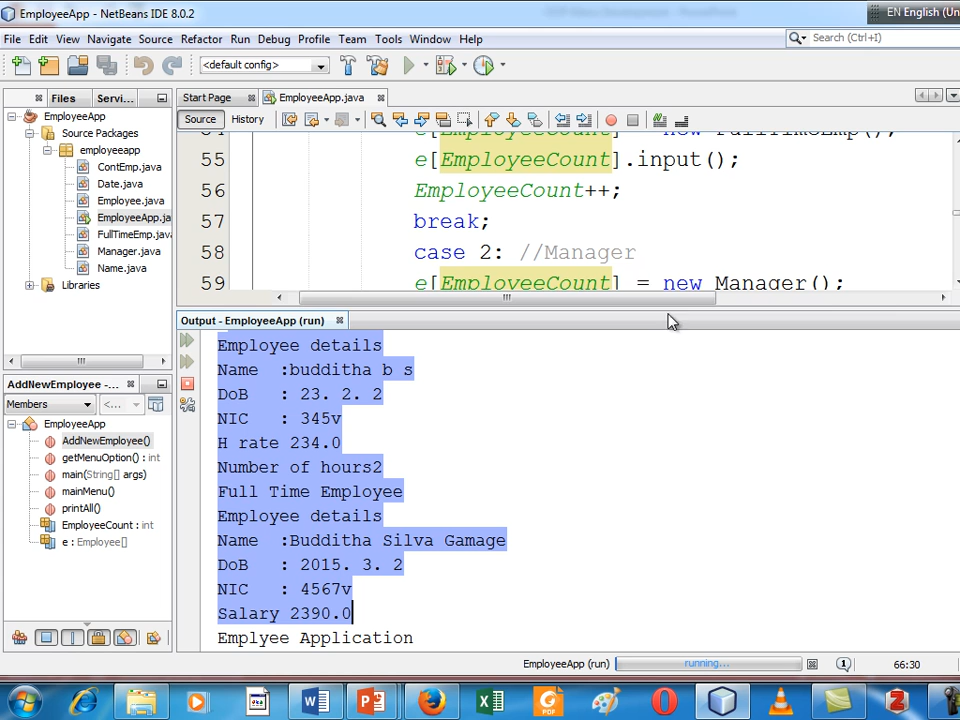 EmployeeApp - NetBeans IDE 8.0.2
EN English (Un
File Edit View Navigate Source Refactor Run Debug Profile Team Tools Window Help
<default config>
Search (Ctrl+I)
Files Servi...
Start Page EmployeeApp.java
Source History
EmployeeApp
Source Packages
employeeapp
ContEmp.java
Date.java
Employee.java
EmployeeApp.ja
FullTimeEmp.java
Manager.java
Name.java
Libraries
e[EmployeeCount] = new FullTimeEmp();
55 e[EmployeeCount].input();
56 EmployeeCount++;
57 break;
58 case 2: //Manager
59 e[EmployeeCount] = new Manager();
Output - EmployeeApp (run)
Employee details
Name :budditha b s
DoB : 23. 2. 2
NIC : 345v
H rate 234.0
Number of hours2
Full Time Employee
Employee details
Name :Budditha Silva Gamage
DoB : 2015. 3. 2
NIC : 4567v
Salary 2390.0
Emplyee Application
AddNewEmployee -...
Members <...
EmployeeApp
AddNewEmployee()
getMenuOption() : int
main(String[] args)
mainMenu()
printAll()
EmployeeCount : int
e : Employee[]
EmployeeApp (run) running... 1 66:30
PDF